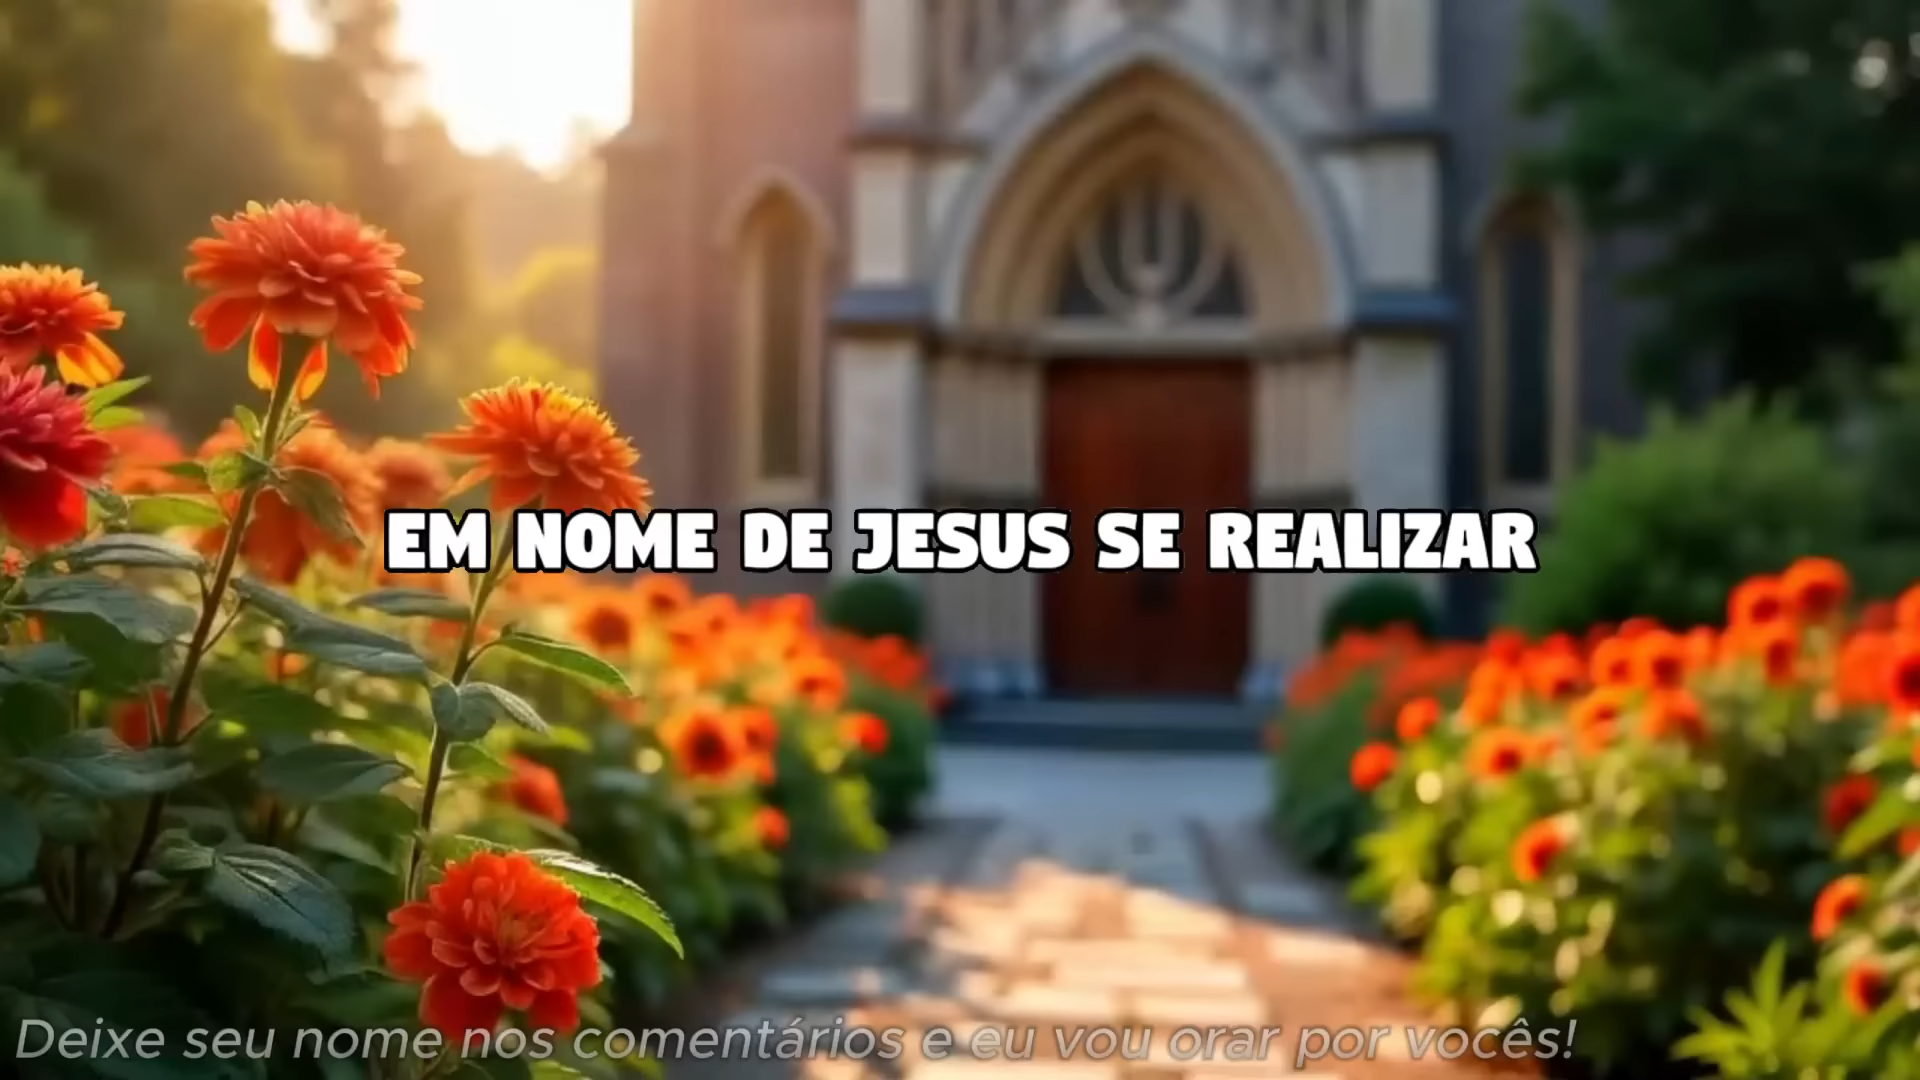 EM NOME DE JESUS SE REALIZAR
Deixe seu nome nos comentários e eu vou orar por vocês!